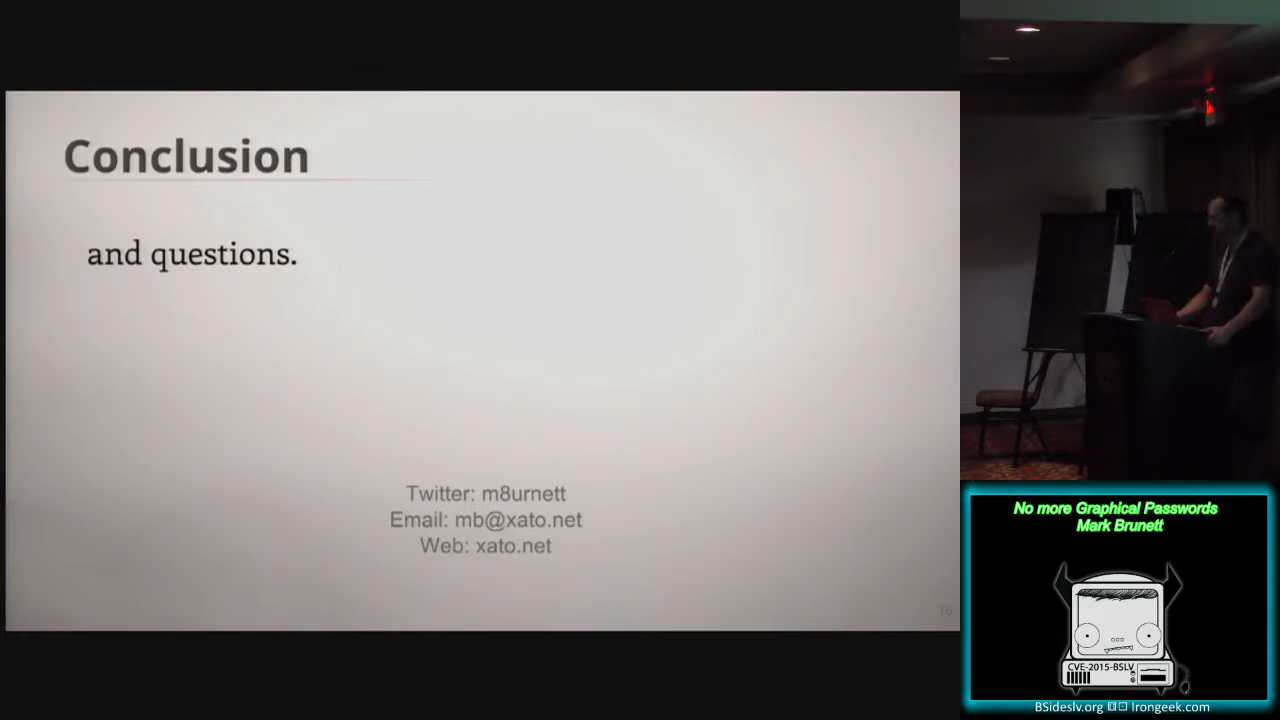 Conclusion
and questions.
Twitter: m8urnett
Email: mb@xato.net
Web: xato.net
16
No more Graphical Passwords
Mark Brunett
CVE-2015-BSLV
BSideslv.org ⚅⚀ Irongeek.com